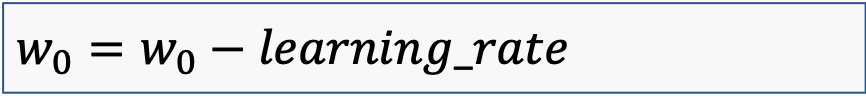 w₀ = w₀ − learning_rate